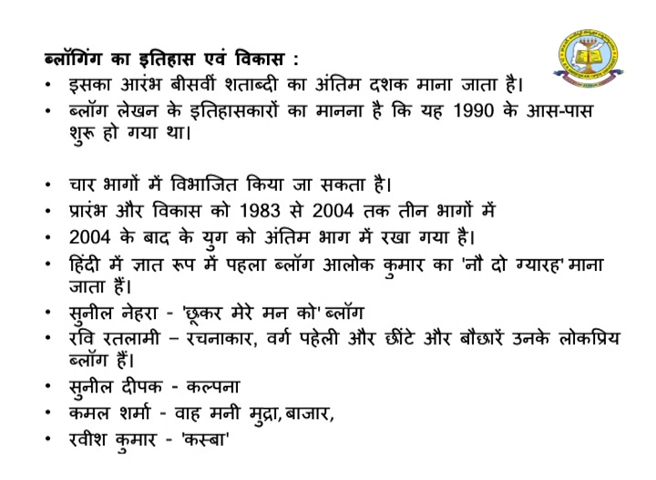 ब्लॉगिंग का इतिहास एवं विकास :
• इसका आरंभ बीसवीं शताब्दी का अंतिम दशक माना जाता है।
• ब्लॉग लेखन के इतिहासकारों का मानना है कि यह 1990 के आस-पास
शुरू हो गया था।
• चार भागों में विभाजित किया जा सकता है।
• प्रारंभ और विकास को 1983 से 2004 तक तीन भागों में
• 2004 के बाद के युग को अंतिम भाग में रखा गया है।
• हिंदी में ज्ञात रूप में पहला ब्लॉग आलोक कुमार का 'नौ दो ग्यारह' माना
जाता हैं।
• सुनील नेहरा - 'छूकर मेरे मन को' ब्लॉग
• रवि रतलामी – रचनाकार, वर्ग पहेली और छींटे और बौछारें उनके लोकप्रिय
ब्लॉग हैं।
• सुनील दीपक - कल्पना
• कमल शर्मा - वाह मनी मुद्रा, बाजार,
• रवीश कुमार - 'कस्बा'